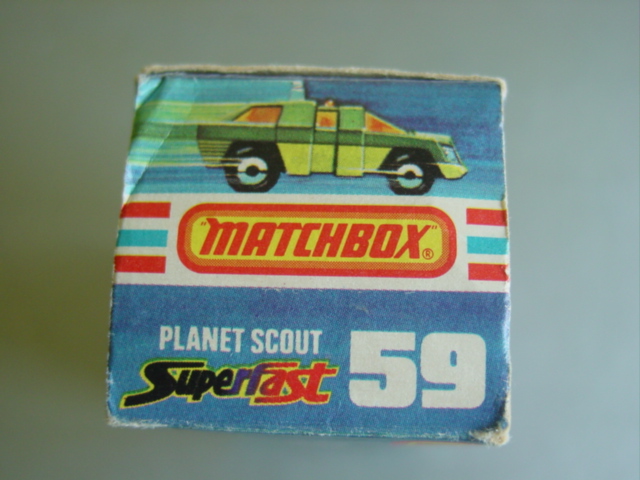 "MATCHBOX"®
PLANET SCOUT
Superfast
59